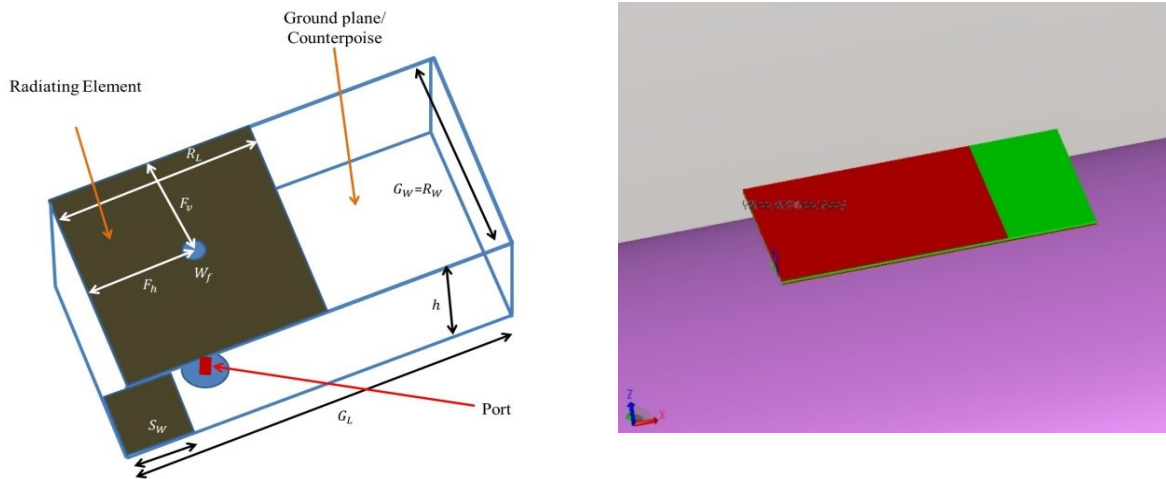 Ground plane/
Counterpoise
Radiating Element
R_L
F_v
G_W=R_W
F_h
W_f
h
S_W
G_L
Port
Z
X